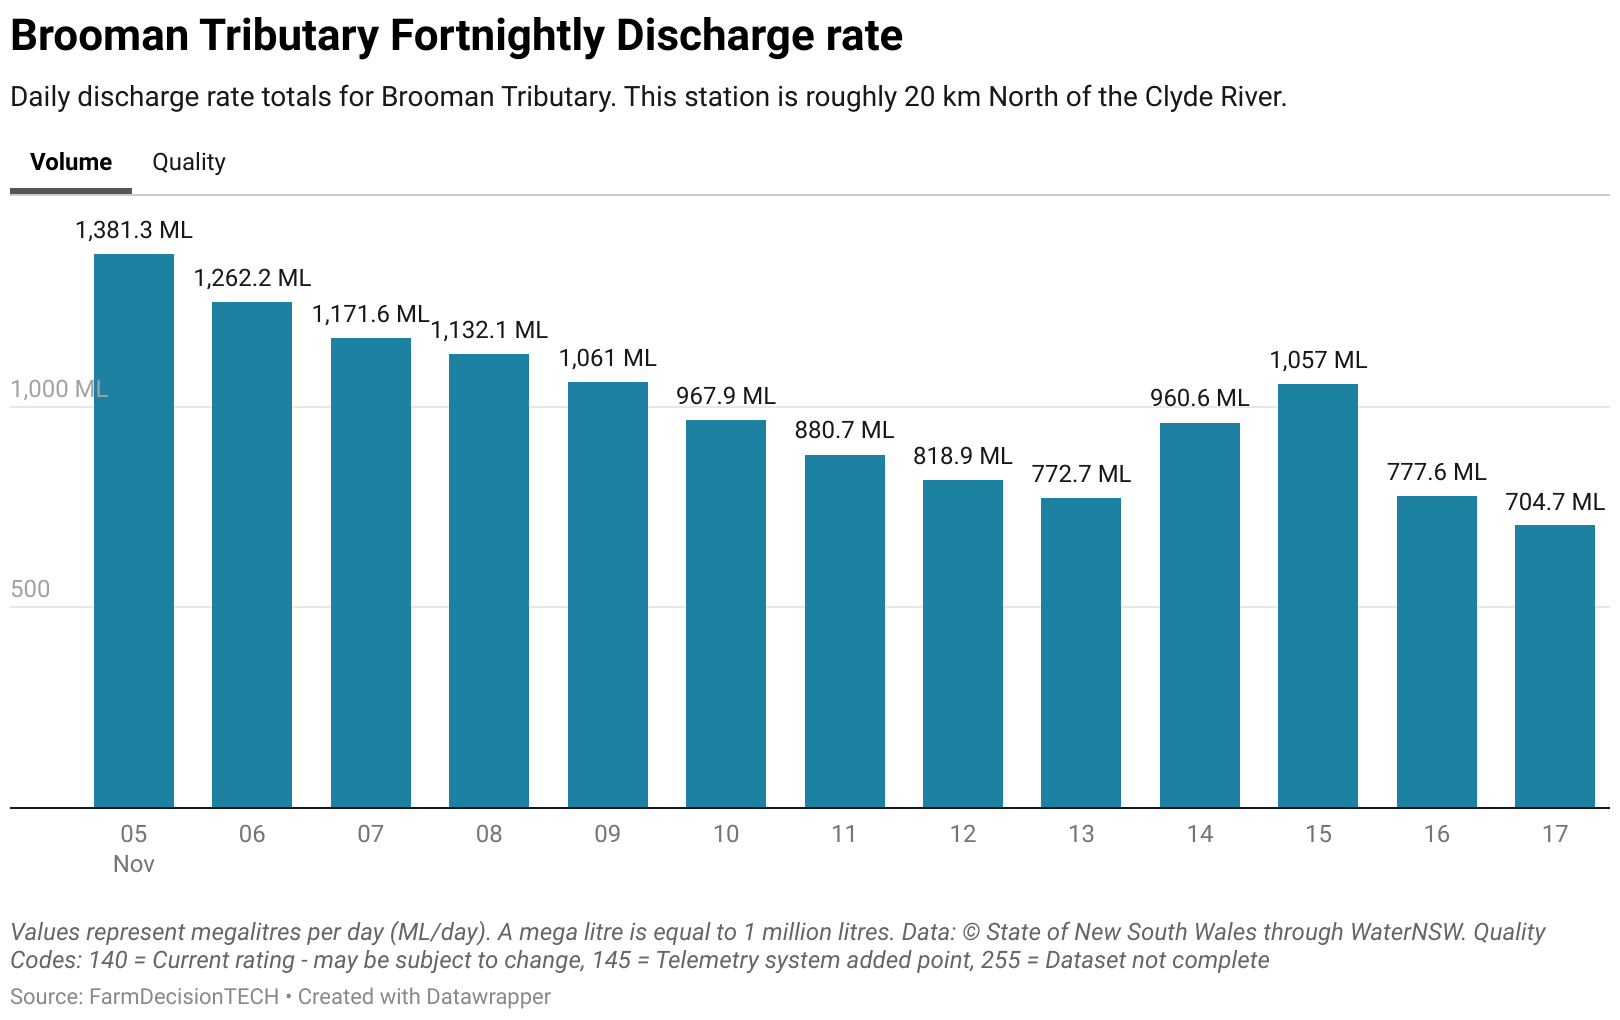 Brooman Tributary Fortnightly Discharge rate
Daily discharge rate totals for Brooman Tributary. This station is roughly 20 km North of the Clyde River.
Volume Quality
1,381.3 ML
1,262.2 ML
1,171.6 ML
1,132.1 ML
1,061 ML
967.9 ML
880.7 ML
818.9 ML
772.7 ML
960.6 ML
1,057 ML
777.6 ML
704.7 ML
1,000 ML
500
05 06 07 08 09 10 11 12 13 14 15 16 17
Nov
Values represent megalitres per day (ML/day). A mega litre is equal to 1 million litres. Data: © State of New South Wales through WaterNSW. Quality
Codes: 140 = Current rating - may be subject to change, 145 = Telemetry system added point, 255 = Dataset not complete
Source: FarmDecisionTECH • Created with Datawrapper